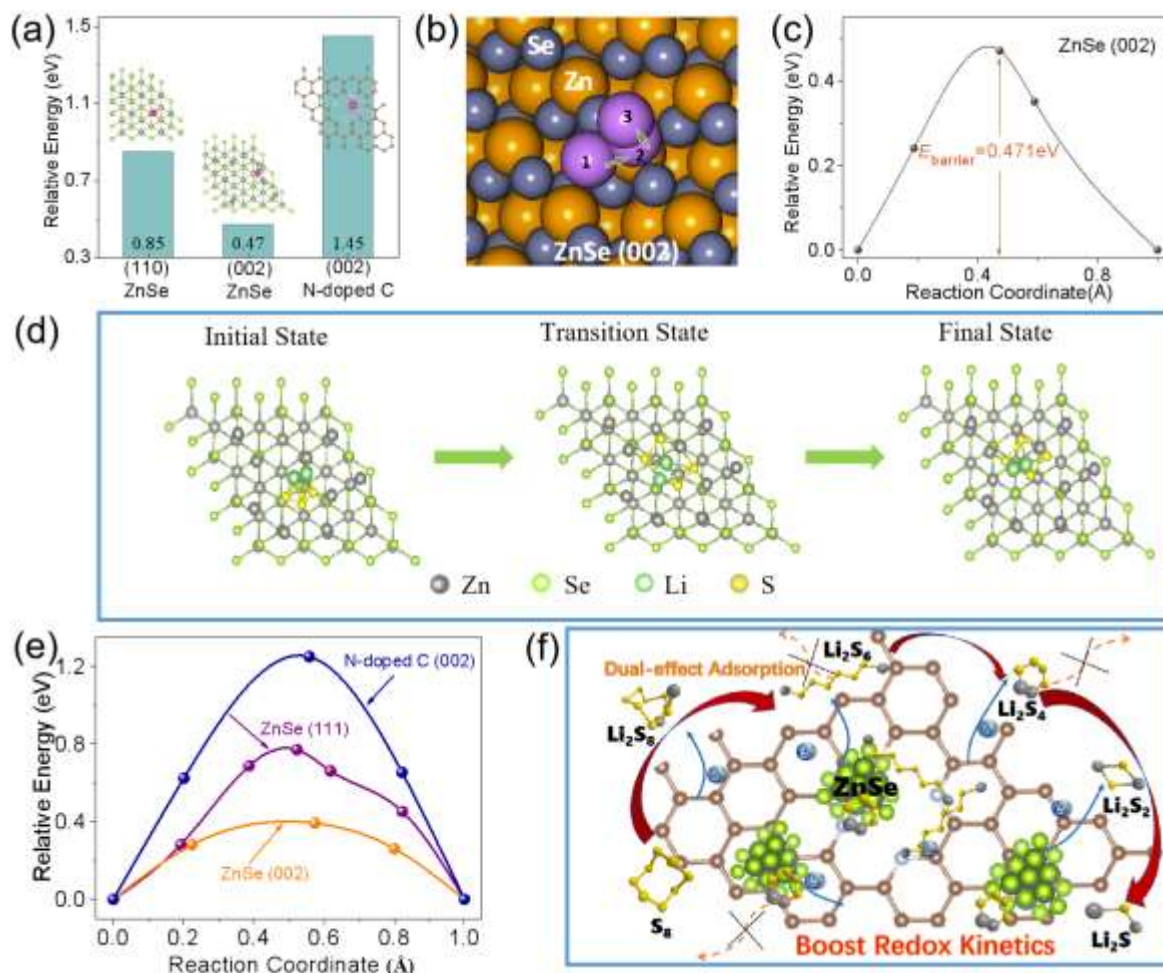 (a)
Relative Energy (eV)
1.5
1.1
0.7
0.3
0.85
0.47
1.45
(110)
ZnSe
(002)
ZnSe
(002)
N-doped C
(b)
Se
Zn
3
1
2
ZnSe (002)
(c)
ZnSe (002)
Relative Energy (eV)
0.4
0.2
0.0
E barrier=0.471eV
0.0 0.4 0.8
Reaction Coordinate(Å)
(d)
Initial State
Transition State
Final State
Zn Se Li S
(e)
Relative Energy (eV)
1.2
0.8
0.4
0.0
N-doped C (002)
ZnSe (111)
ZnSe (002)
0.0 0.2 0.4 0.6 0.8 1.0
Reaction Coordinate (Å)
(f)
Dual-effect Adsorption
Li2S6
Li2S8
Li2S4
ZnSe
Li2S2
S8
Li2S
Boost Redox Kinetics